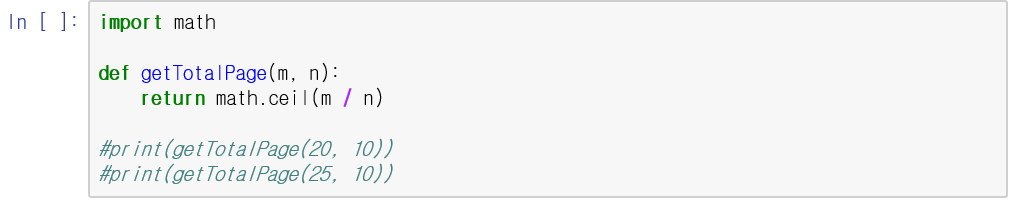 In [ ]:
import math
def getTotalPage(m, n):
    return math.ceil(m / n)
#print(getTotalPage(20, 10))
#print(getTotalPage(25, 10))